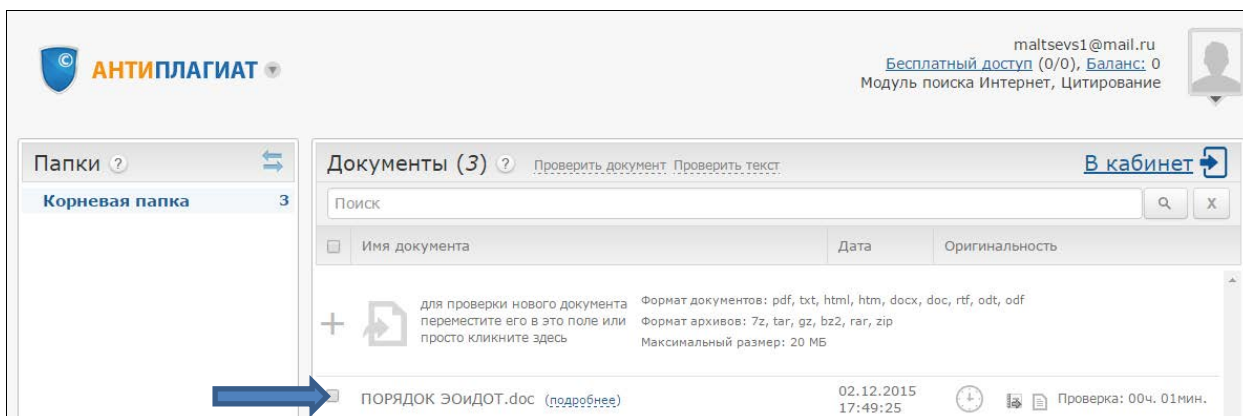 maltsevs1@mail.ru
© АНТИПЛАГИАТ
Бесплатный доступ (0/0), Баланс: 0
Модуль поиска Интернет, Цитирование
Папки ?
Документы (3) ? Проверить документ Проверить текст В кабинет
Корневая папка 3
Поиск X
Имя документа Дата Оригинальность
для проверки нового документа
переместите его в это поле или
просто кликните здесь
Формат документов: pdf, txt, html, htm, docx, doc, rtf, odt, odf
Формат архивов: 7z, tar, gz, bz2, rar, zip
Максимальный размер: 20 МБ
ПОРЯДОК ЭОиДОТ.doc (подробнее) 02.12.2015
17:49:25
Проверка: 00ч. 01мин.